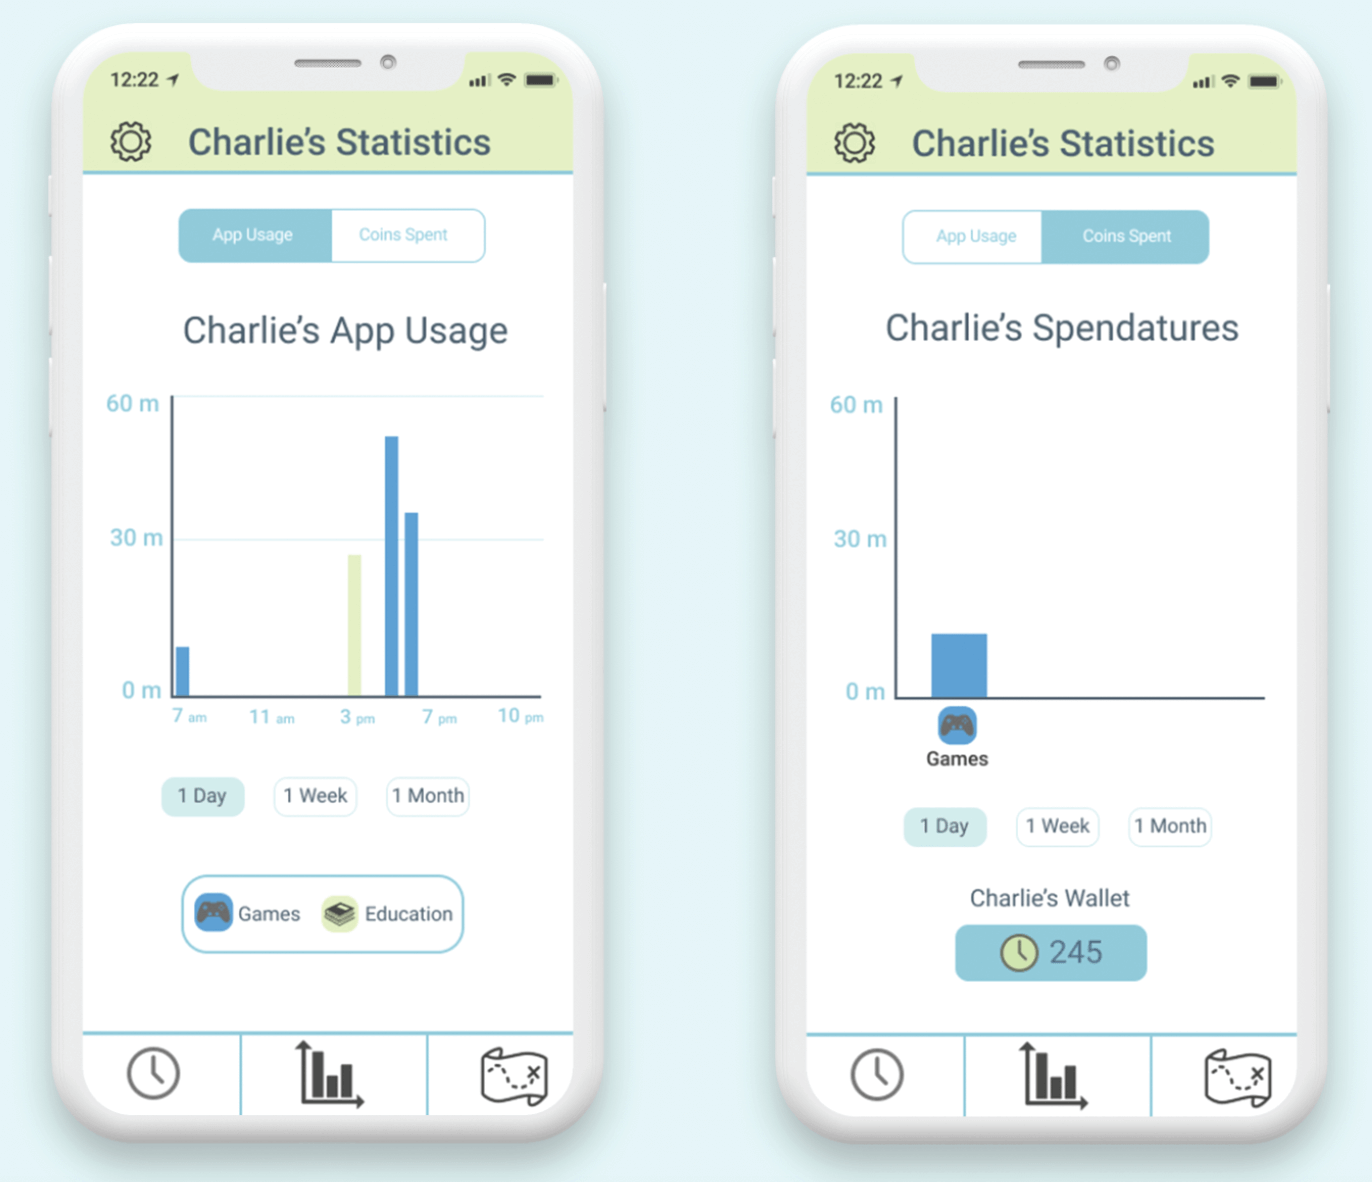 12:22
Charlie's Statistics
App Usage
Coins Spent
Charlie's App Usage
60 m
30 m
0 m
7 am
11 am
3 pm
7 pm
10 pm
1 Day
1 Week
1 Month
Games
Education
12:22
Charlie's Statistics
App Usage
Coins Spent
Charlie's Spendatures
60 m
30 m
0 m
Games
1 Day
1 Week
1 Month
Charlie's Wallet
245